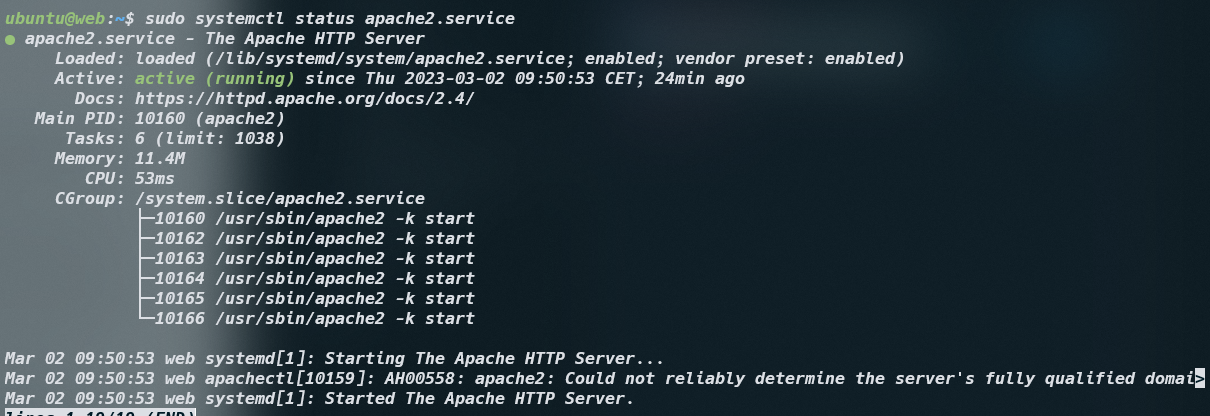 ubuntu@web:~$ sudo systemctl status apache2.service
● apache2.service - The Apache HTTP Server
     Loaded: loaded (/lib/systemd/system/apache2.service; enabled; vendor preset: enabled)
     Active: active (running) since Thu 2023-03-02 09:50:53 CET; 24min ago
       Docs: https://httpd.apache.org/docs/2.4/
   Main PID: 10160 (apache2)
      Tasks: 6 (limit: 1038)
     Memory: 11.4M
        CPU: 53ms
     CGroup: /system.slice/apache2.service
             ├─10160 /usr/sbin/apache2 -k start
             ├─10162 /usr/sbin/apache2 -k start
             ├─10163 /usr/sbin/apache2 -k start
             ├─10164 /usr/sbin/apache2 -k start
             ├─10165 /usr/sbin/apache2 -k start
             └─10166 /usr/sbin/apache2 -k start
Mar 02 09:50:53 web systemd[1]: Starting The Apache HTTP Server...
Mar 02 09:50:53 web apachectl[10159]: AH00558: apache2: Could not reliably determine the server's fully qualified domai>
Mar 02 09:50:53 web systemd[1]: Started The Apache HTTP Server.
lines 1-19/19 (END)